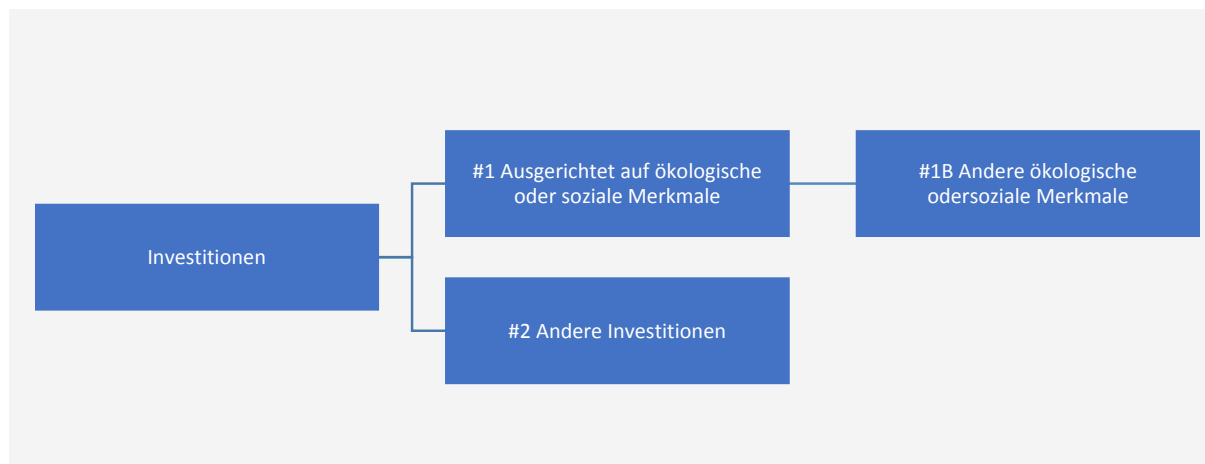 #1 Ausgerichtet auf ökologische
oder soziale Merkmale
#1B Andere ökologische
odersoziale Merkmale
Investitionen
#2 Andere Investitionen